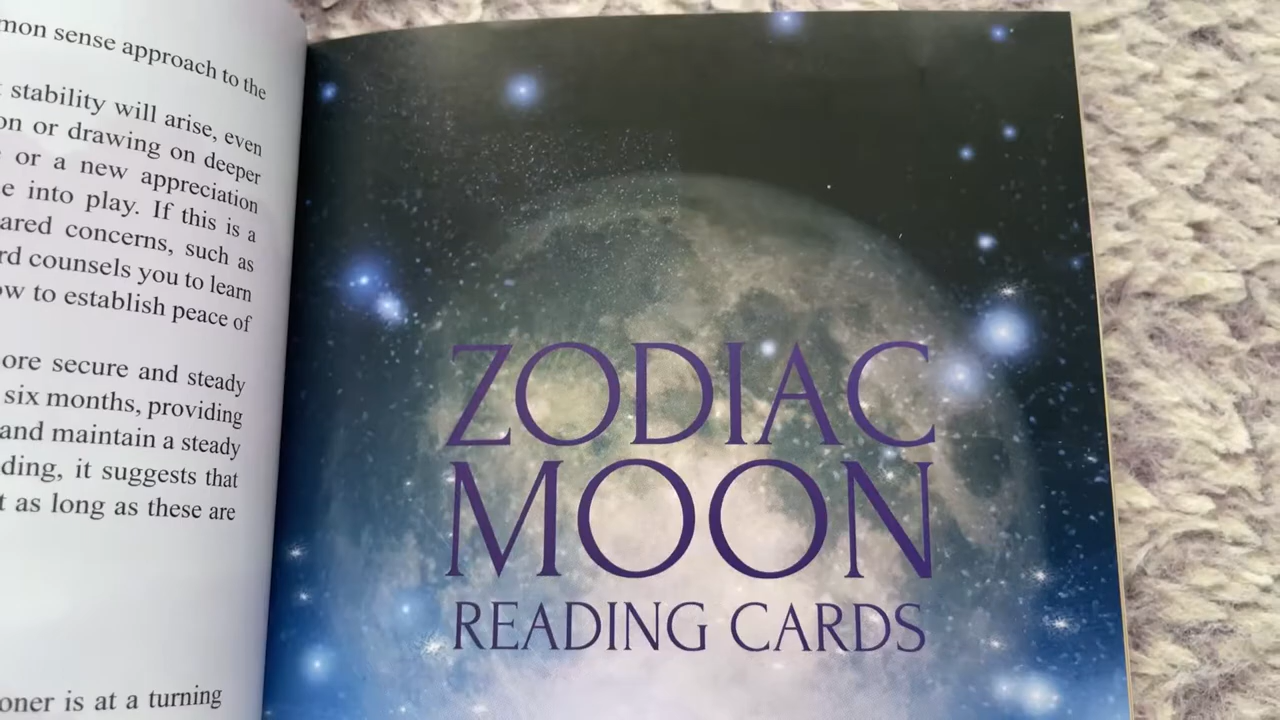 mon sense approach to the
stability will arise, even
on or drawing on deeper
or a new appreciation
e into play. If this is a
ared concerns, such as
rd counsels you to learn
ow to establish peace of
ore secure and steady
six months, providing
and maintain a steady
ding, it suggests that
t as long as these are
oner is at a turning
ZODIAC
MOON
READING CARDS